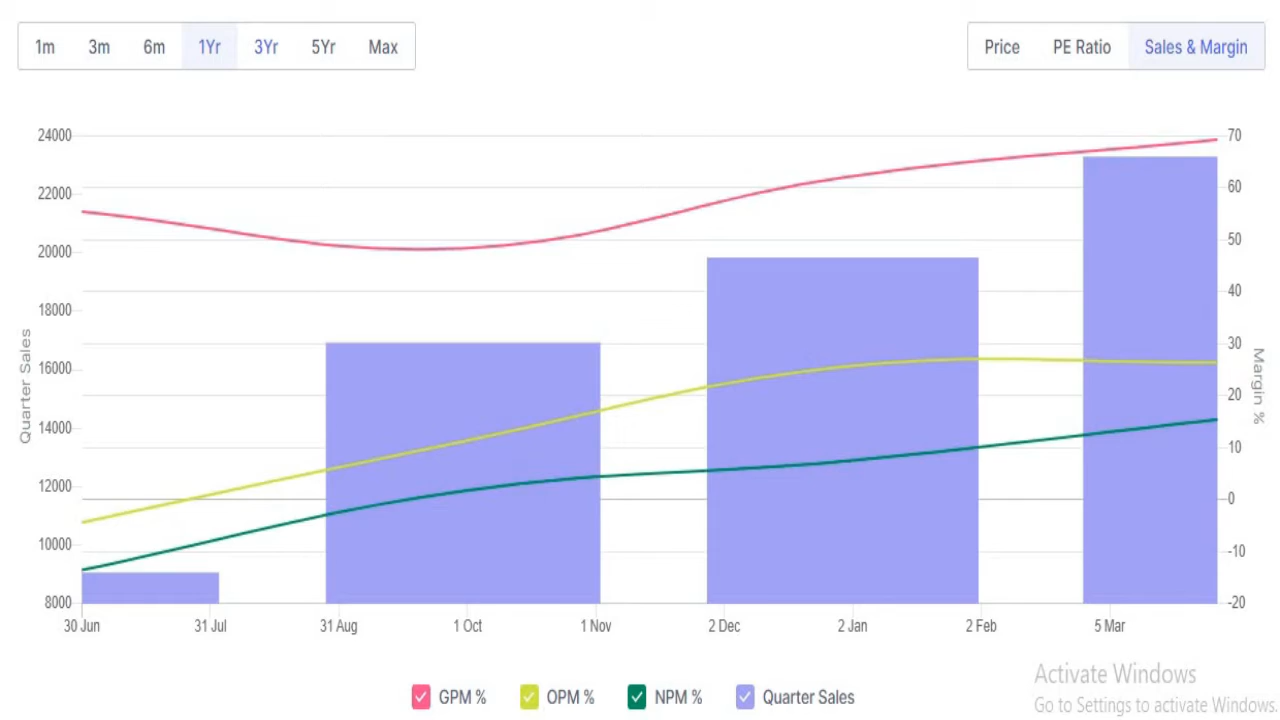 1m 3m 6m 1Yr 3Yr 5Yr Max Price PE Ratio Sales & Margin
24000 70
22000 60
20000 50
18000 40
16000 30
14000 20
12000 10
10000 0
8000 -10
-20
Quarter Sales
Margin %
30 Jun 31 Jul 31 Aug 1 Oct 1 Nov 2 Dec 2 Jan 2 Feb 5 Mar
GPM % OPM % NPM % Quarter Sales
Activate Windows
Go to Settings to activate Windows.